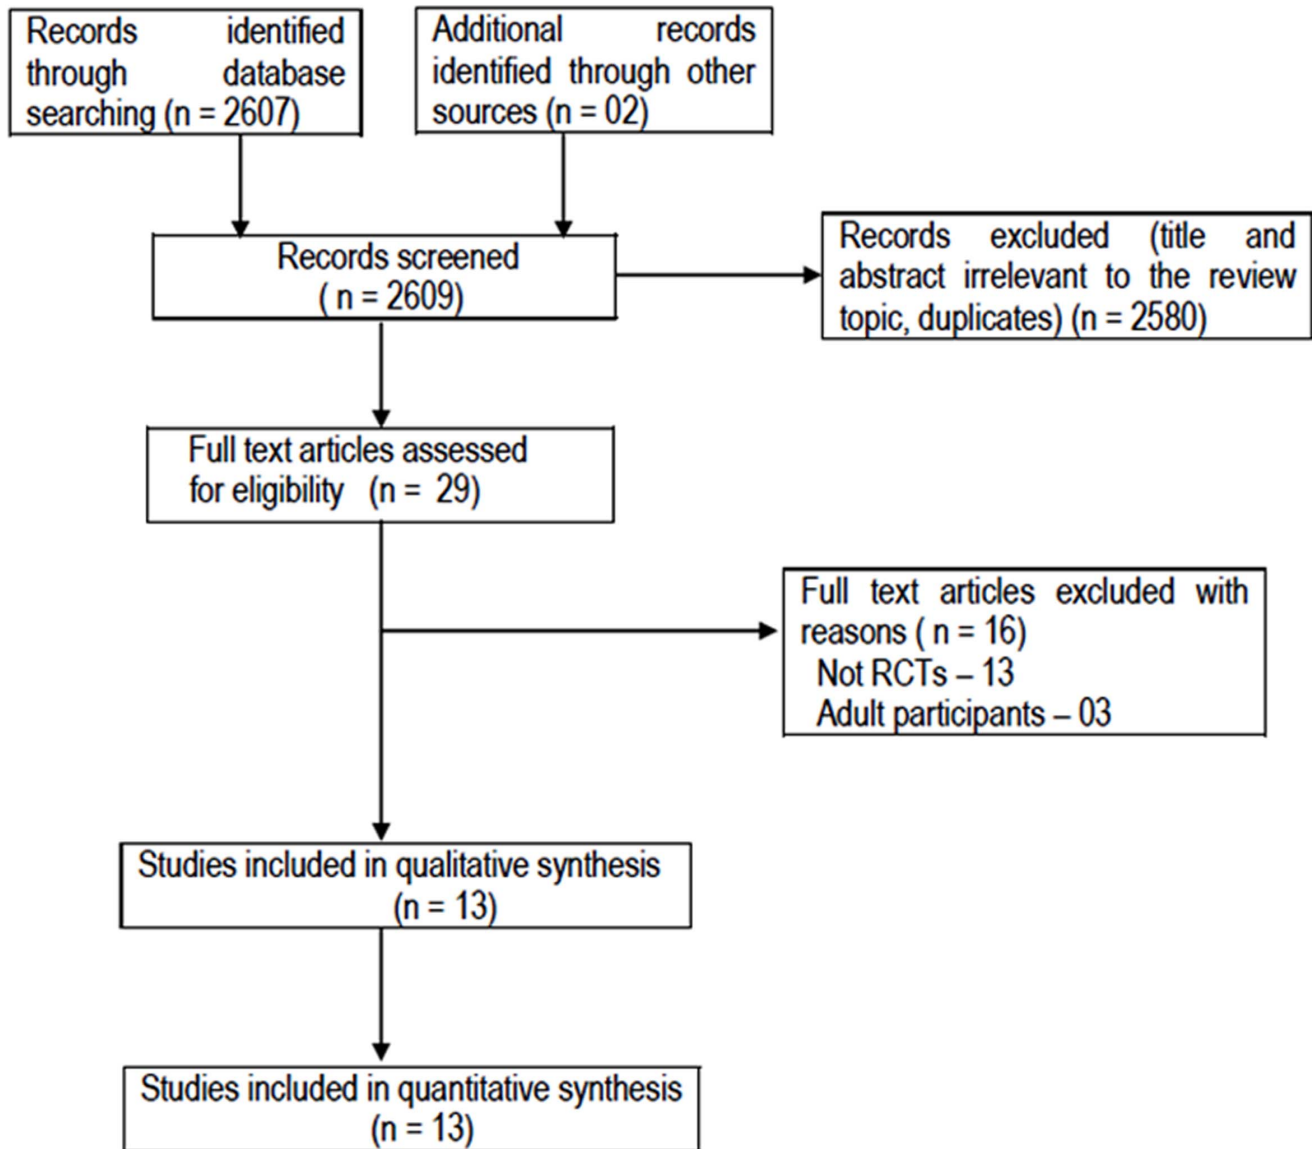 Records identified
through database
searching (n = 2607)
Additional records
identified through other
sources (n = 02)
Records screened
( n = 2609)
Records excluded (title and
abstract irrelevant to the review
topic, duplicates) (n = 2580)
Full text articles assessed
for eligibility (n = 29)
Full text articles excluded with
reasons ( n = 16)
Not RCTs – 13
Adult participants – 03
Studies included in qualitative synthesis
(n = 13)
Studies included in quantitative synthesis
(n = 13)